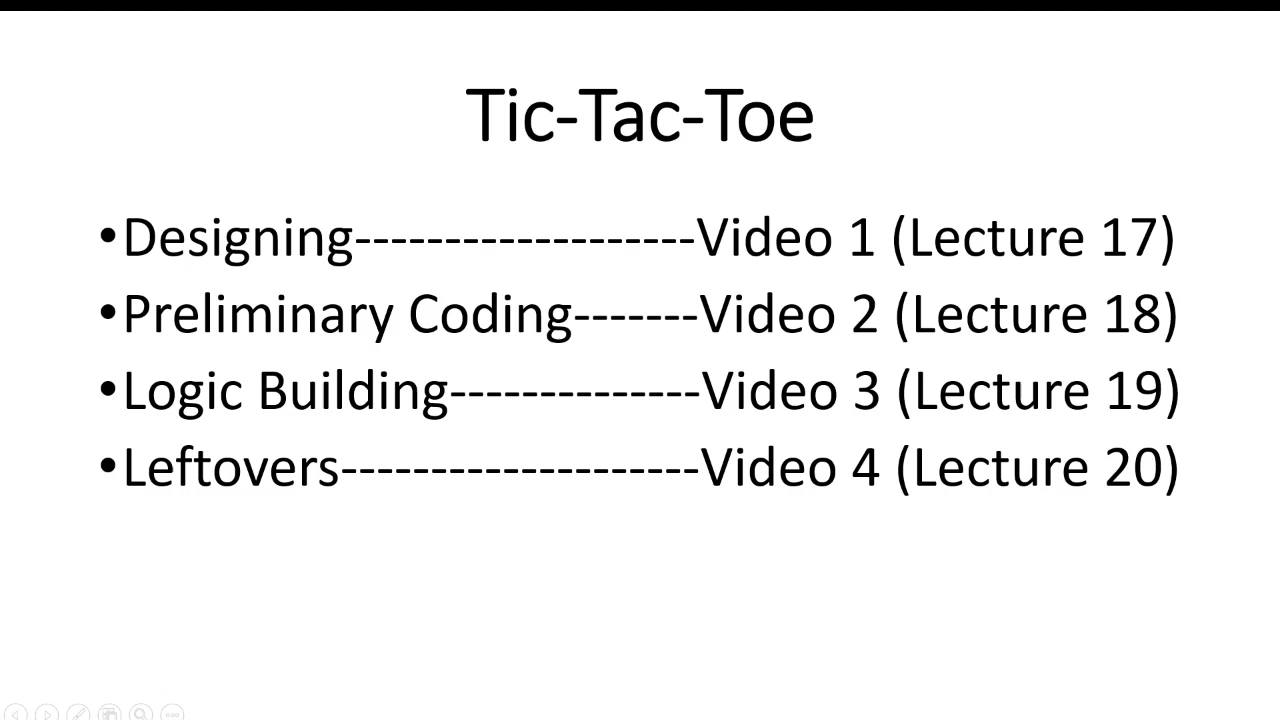 Tic-Tac-Toe
•Designing-------------------Video 1 (Lecture 17)
•Preliminary Coding-------Video 2 (Lecture 18)
•Logic Building--------------Video 3 (Lecture 19)
•Leftovers--------------------Video 4 (Lecture 20)